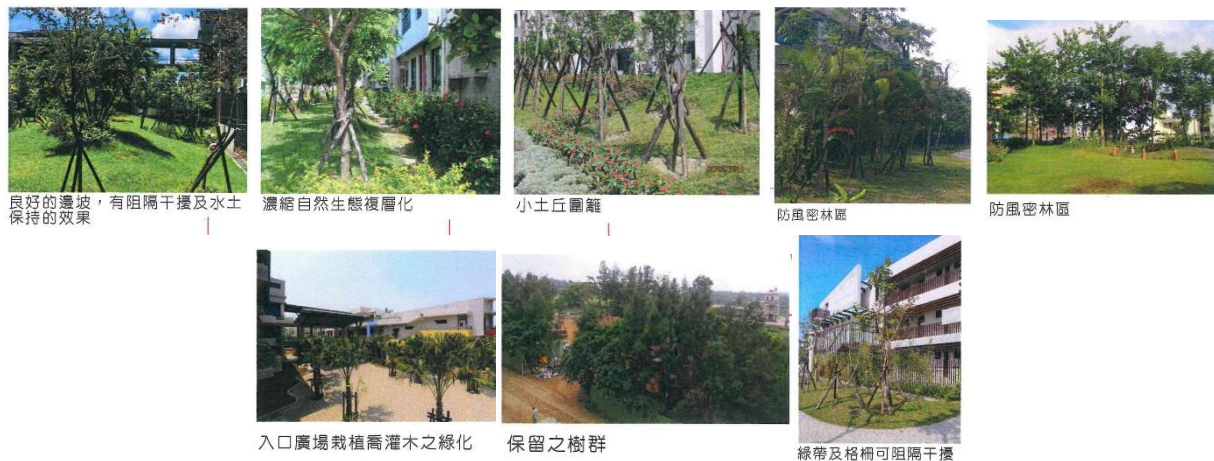 良好的邊坡，有阻隔干擾及水土
保持的效果
濃縮自然生態複層化
小土丘圍籬
防風密林區
防風密林區
入口廣場栽植喬灌木之綠化
保留之樹群
綠帶及格柵可阻隔干擾